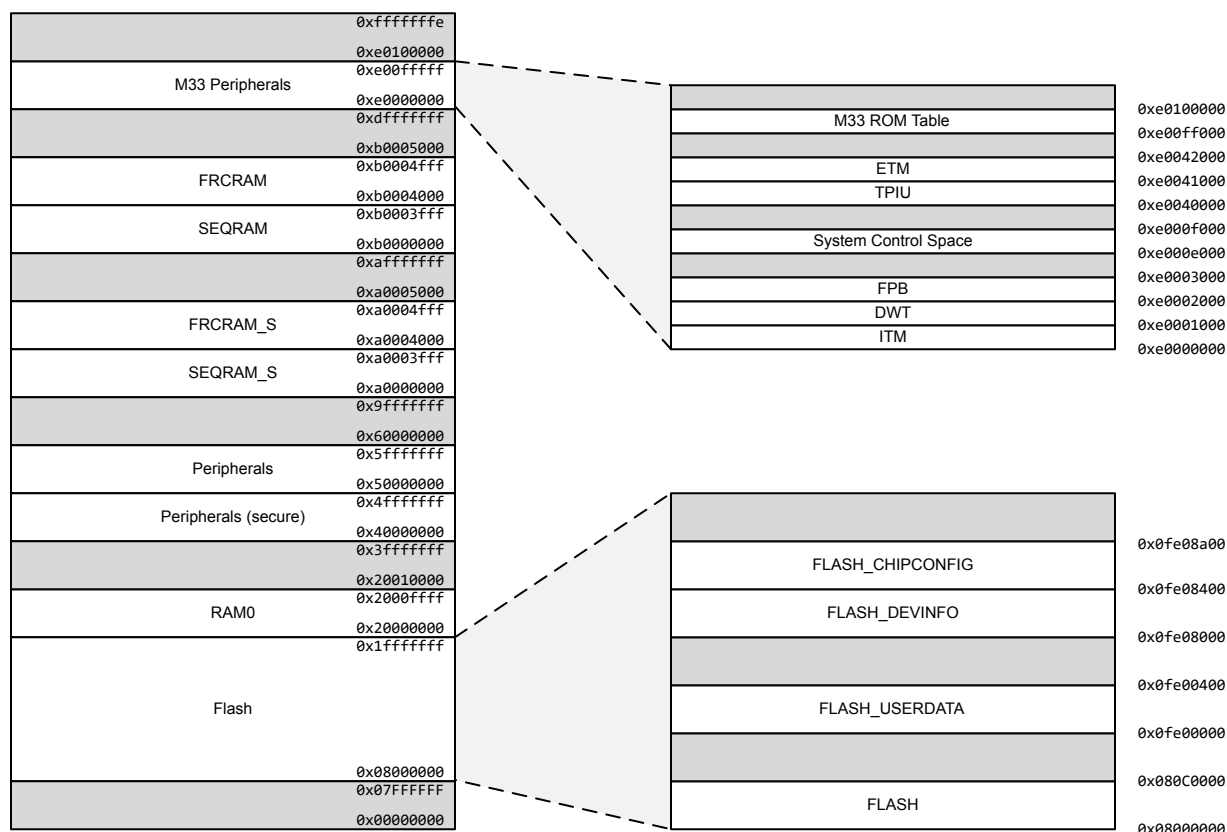 0xfffffffe
0xe0100000
M33 Peripherals
0xe00fffff
0xe0000000
0xdfffffff
0xb0005000
FRCRAM
0xb0004fff
0xb0004000
SEQRAM
0xb0003fff
0xb0000000
0xafffffff
0xa0005000
FRCRAM_S
0xa0004fff
0xa0004000
SEQRAM_S
0xa0003fff
0xa0000000
0x9fffffff
0x60000000
Peripherals
0x5fffffff
0x50000000
Peripherals (secure)
0x4fffffff
0x40000000
0x3fffffff
0x20010000
RAM0
0x2000ffff
0x20000000
0x1fffffff
Flash
0x08000000
0x07FFFFFF
0x00000000
0xe0100000
M33 ROM Table
0xe00ff000
0xe0042000
ETM
0xe0041000
TPIU
0xe0040000
0xe000f000
System Control Space
0xe000e000
0xe0003000
FPB
0xe0002000
DWT
0xe0001000
ITM
0xe0000000
0x0fe08a00
FLASH_CHIPCONFIG
0x0fe08400
FLASH_DEVINFO
0x0fe08000
0x0fe00400
FLASH_USERDATA
0x0fe00000
0x080C0000
FLASH
0x08000000